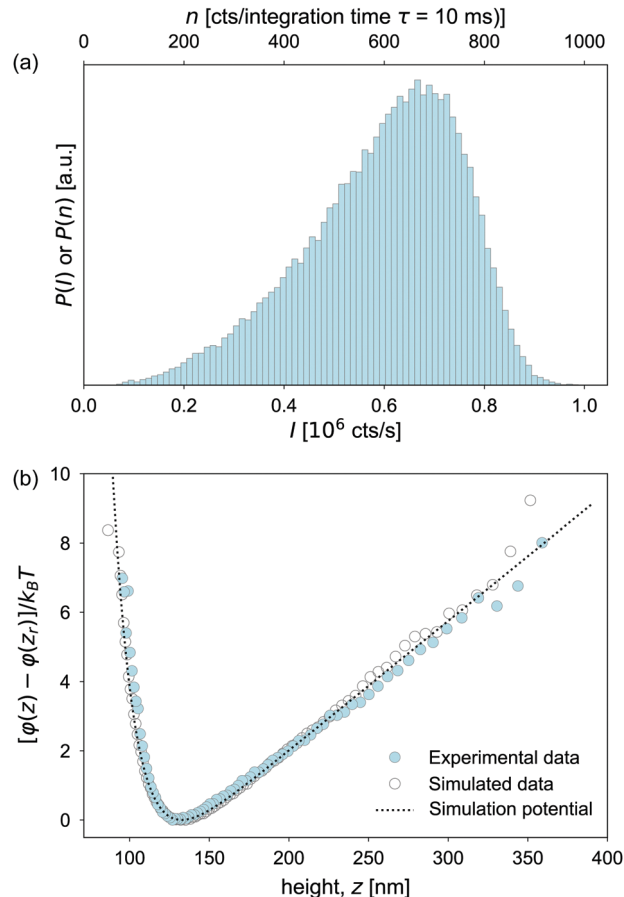 n [cts/integration time τ = 10 ms)]
0 200 400 600 800 1000
(a)
P(I) or P(n) [a.u.]
0.0 0.2 0.4 0.6 0.8 1.0
I [10⁶ cts/s]
(b)
10
8
6
4
2
0
[φ(z) − φ(zᵣ)]/k_BT
Experimental data
Simulated data
Simulation potential
100 150 200 250 300 350 400
height, z [nm]